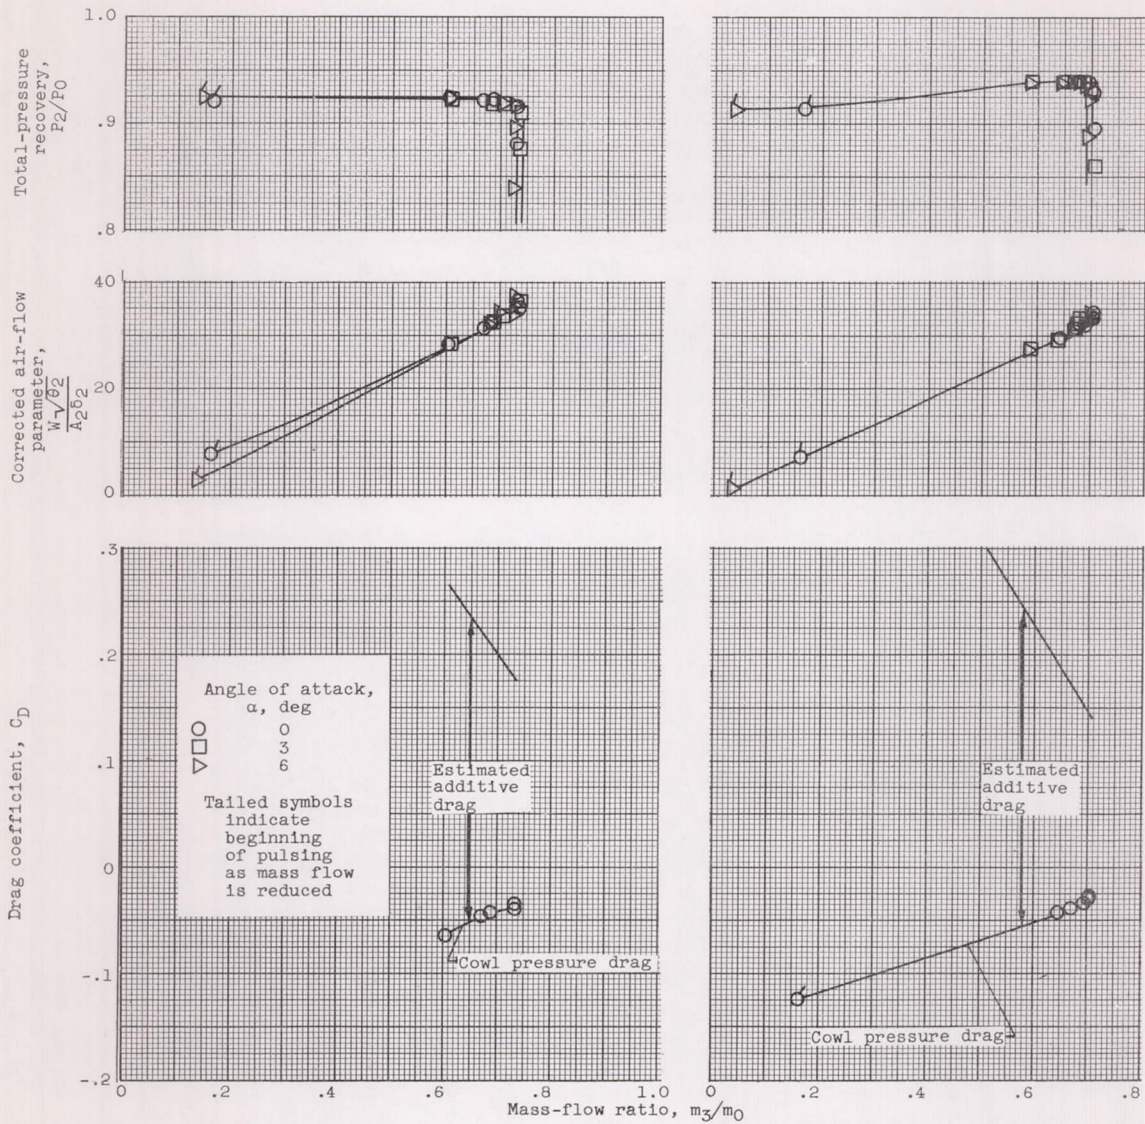 Total-pressure
recovery,
P2/P0
1.0
.9
.8
Corrected air-flow
parameter,
W√θ2
A2δ2
40
20
0
Drag coefficient, CD
.3
.2
.1
0
-.1
-.2
Angle of attack,
α, deg
0
3
6
Tailed symbols
indicate
beginning
of pulsing
as mass flow
is reduced
Estimated
additive
drag
Cowl pressure drag
Estimated
additive
drag
Cowl pressure drag
0 .2 .4 .6 .8 1.0
0 .2 .4 .6 .8
Mass-flow ratio, m3/m0